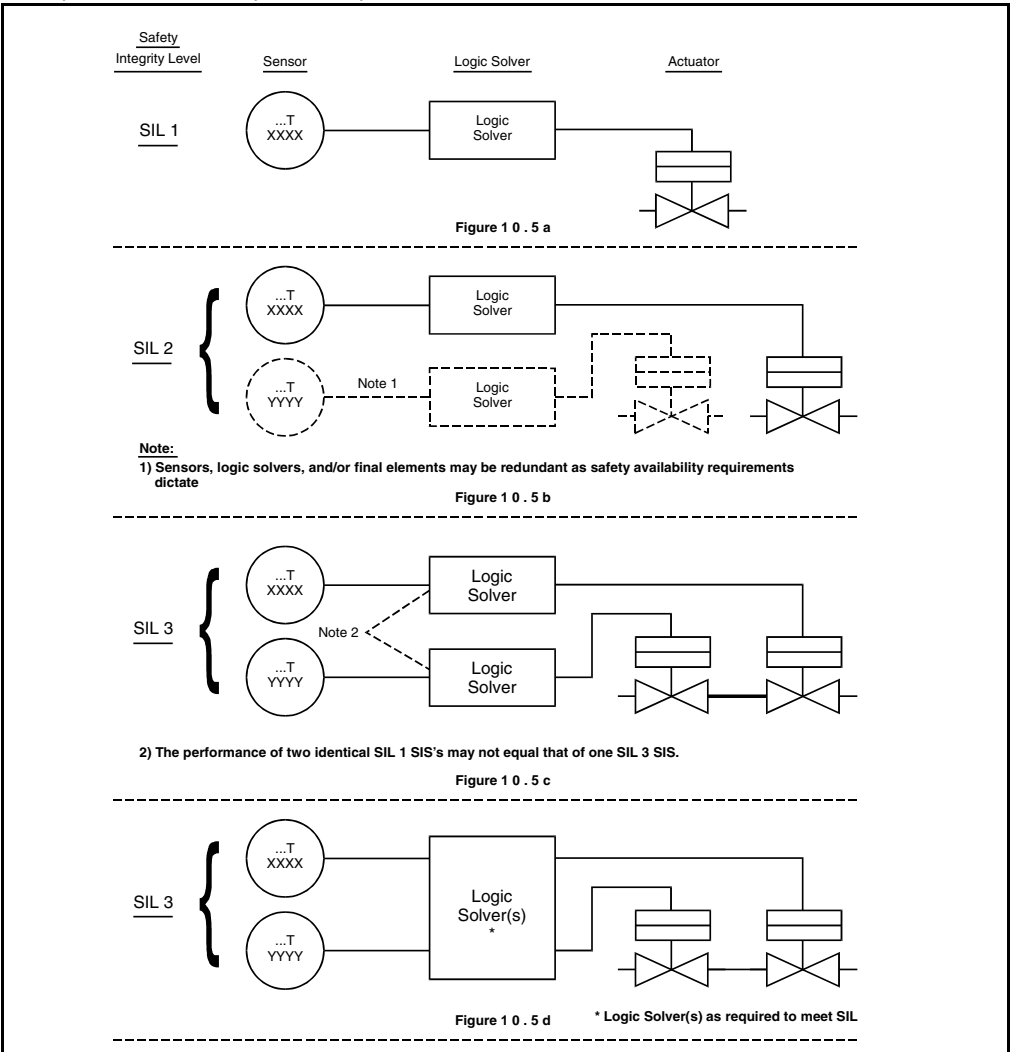 Safety
Integrity Level
Sensor
Logic Solver
Actuator
SIL 1
...T
XXXX
Logic
Solver
Figure 1 0 . 5 a
SIL 2
...T
XXXX
Logic
Solver
...T
YYYY
Note 1
Logic
Solver
Note:
1) Sensors, logic solvers, and/or final elements may be redundant as safety availability requirements
dictate
Figure 1 0 . 5 b
SIL 3
...T
XXXX
Logic
Solver
Note 2
...T
YYYY
Logic
Solver
2) The performance of two identical SIL 1 SIS's may not equal that of one SIL 3 SIS.
Figure 1 0 . 5 c
SIL 3
...T
XXXX
Logic
Solver(s)
*
...T
YYYY
Figure 1 0 . 5 d
* Logic Solver(s) as required to meet SIL